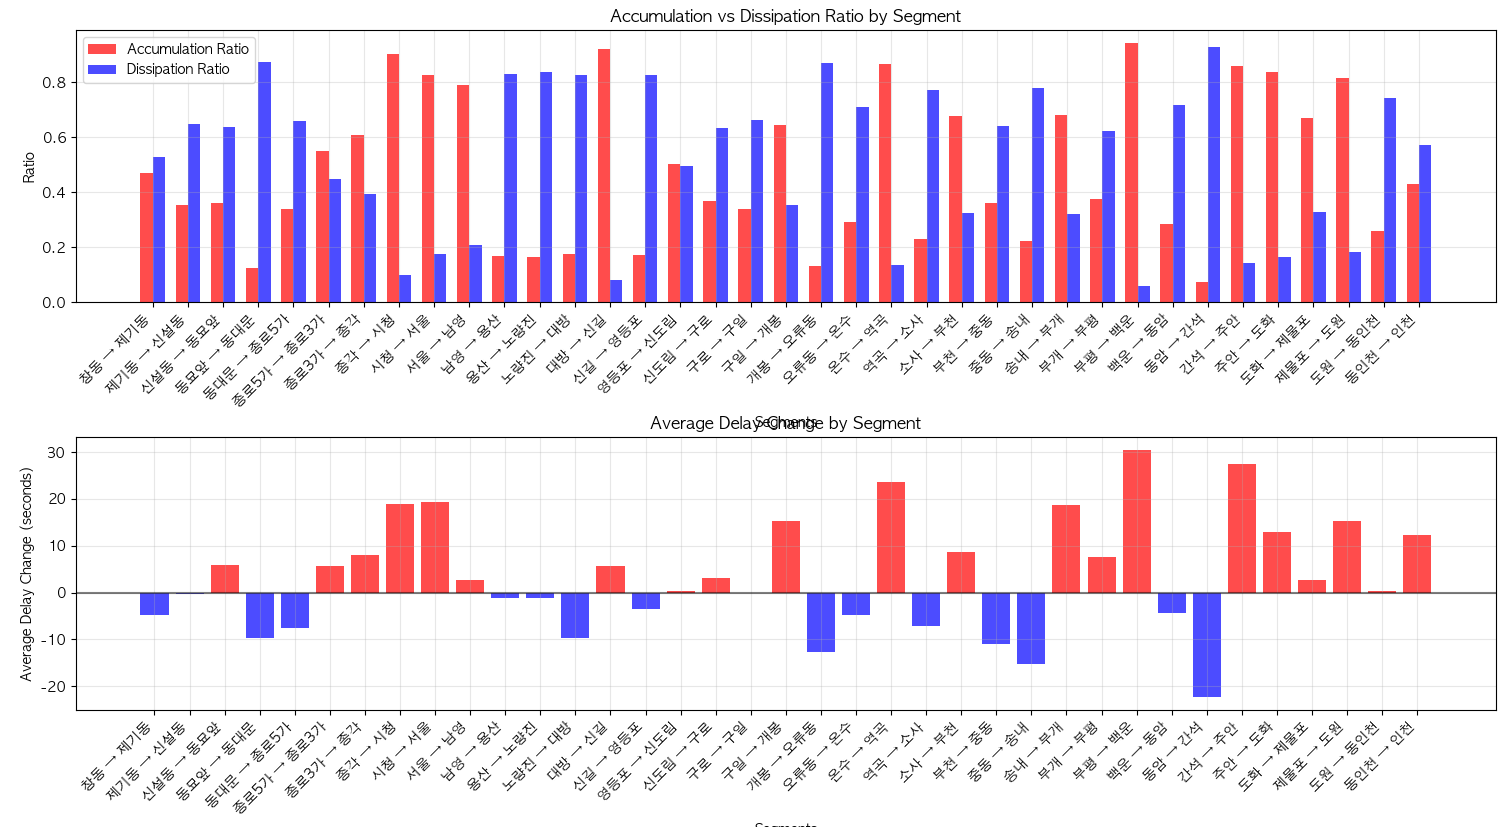 Accumulation vs Dissipation Ratio by Segment
Accumulation Ratio
Dissipation Ratio
Ratio
0.8
0.6
0.4
0.2
0.0
창동 → 제기동
제기동 → 신설동
신설동 → 동묘앞
동묘앞 → 동대문
동대문 → 종로5가
종로5가 → 종로3가
종로3가 → 종각
종각 → 시청
시청 → 서울
서울 → 남영
남영 → 용산
용산 → 노량진
노량진 → 대방
대방 → 신길
신길 → 영등포
영등포 → 신도림
신도림 → 구로
구로 → 구일
구일 → 개봉
개봉 → 오류동
오류동 → 온수
온수 → 역곡
역곡 → 소사
소사 → 부천
부천 → 중동
중동 → 송내
송내 → 부개
부개 → 부평
부평 → 백운
백운 → 동암
동암 → 간석
간석 → 주안
주안 → 도화
도화 → 제물포
제물포 → 도원
도원 → 동인천
동인천 → 인천
Segments
Average Delay Change by Segment
Average Delay Change (seconds)
30
20
10
0
-10
-20
창동 → 제기동
제기동 → 신설동
신설동 → 동묘앞
동묘앞 → 동대문
동대문 → 종로5가
종로5가 → 종로3가
종로3가 → 종각
종각 → 시청
시청 → 서울
서울 → 남영
남영 → 용산
용산 → 노량진
노량진 → 대방
대방 → 신길
신길 → 영등포
영등포 → 신도림
신도림 → 구로
구로 → 구일
구일 → 개봉
개봉 → 오류동
오류동 → 온수
온수 → 역곡
역곡 → 소사
소사 → 부천
부천 → 중동
중동 → 송내
송내 → 부개
부개 → 부평
부평 → 백운
백운 → 동암
동암 → 간석
간석 → 주안
주안 → 도화
도화 → 제물포
제물포 → 도원
도원 → 동인천
동인천 → 인천